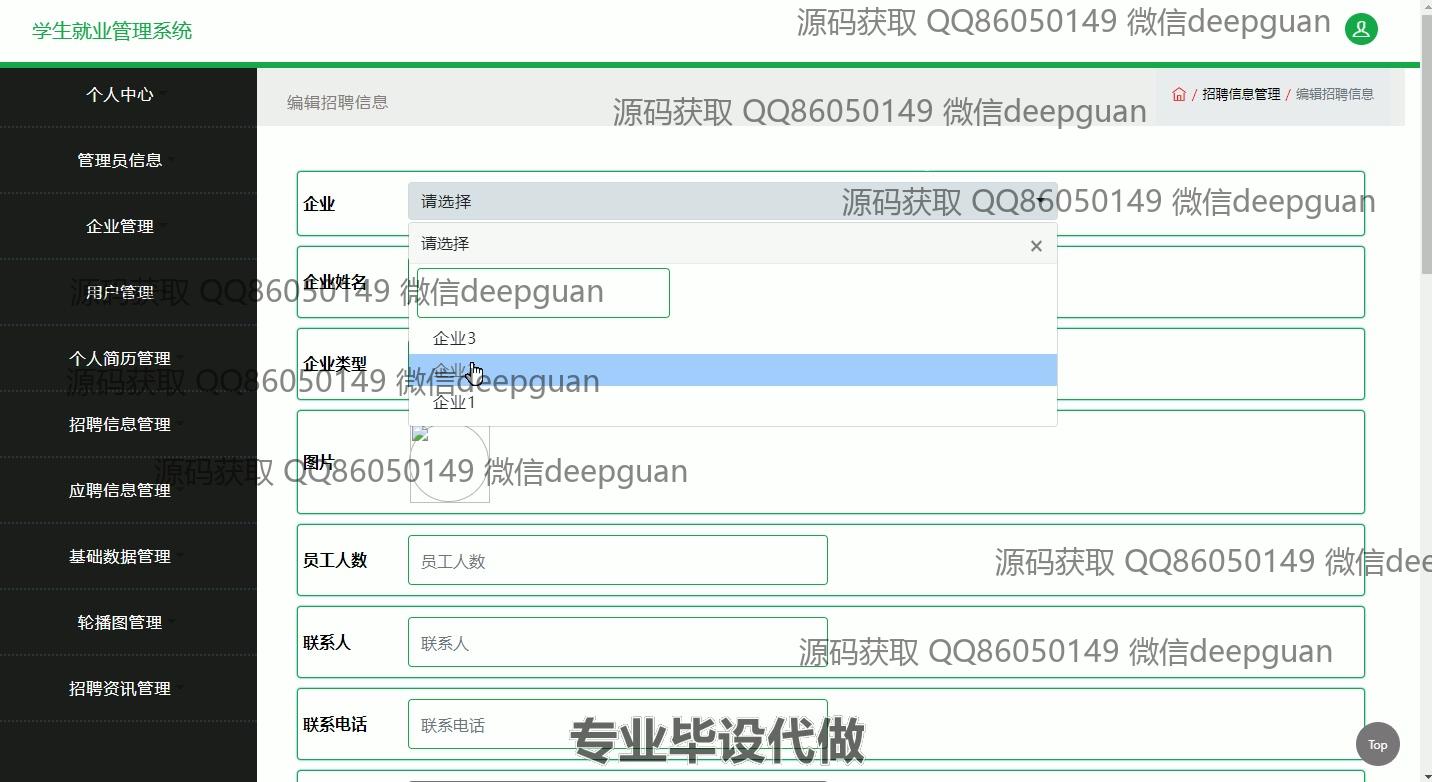 学生就业管理系统
源码获取 QQ86050149 微信deepguan
个人中心
管理员信息
企业管理
用户管理
个人简历管理
招聘信息管理
应聘信息管理
基础数据管理
轮播图管理
招聘资讯管理
编辑招聘信息
源码获取 QQ86050149 微信deepguan
/ 招聘信息管理 / 编辑招聘信息
企业
请选择
源码获取 QQ86050149 微信deepguan
请选择
×
企业姓名
源码获取 QQ86050149 微信deepguan
企业3
企业类型
企业
源码获取 QQ86050149 微信deepguan
企业1
图片
源码获取 QQ86050149 微信deepguan
员工人数
员工人数
源码获取 QQ86050149 微信dee
联系人
联系人
源码获取 QQ86050149 微信deepguan
联系电话
联系电话
专业毕设代做
Top